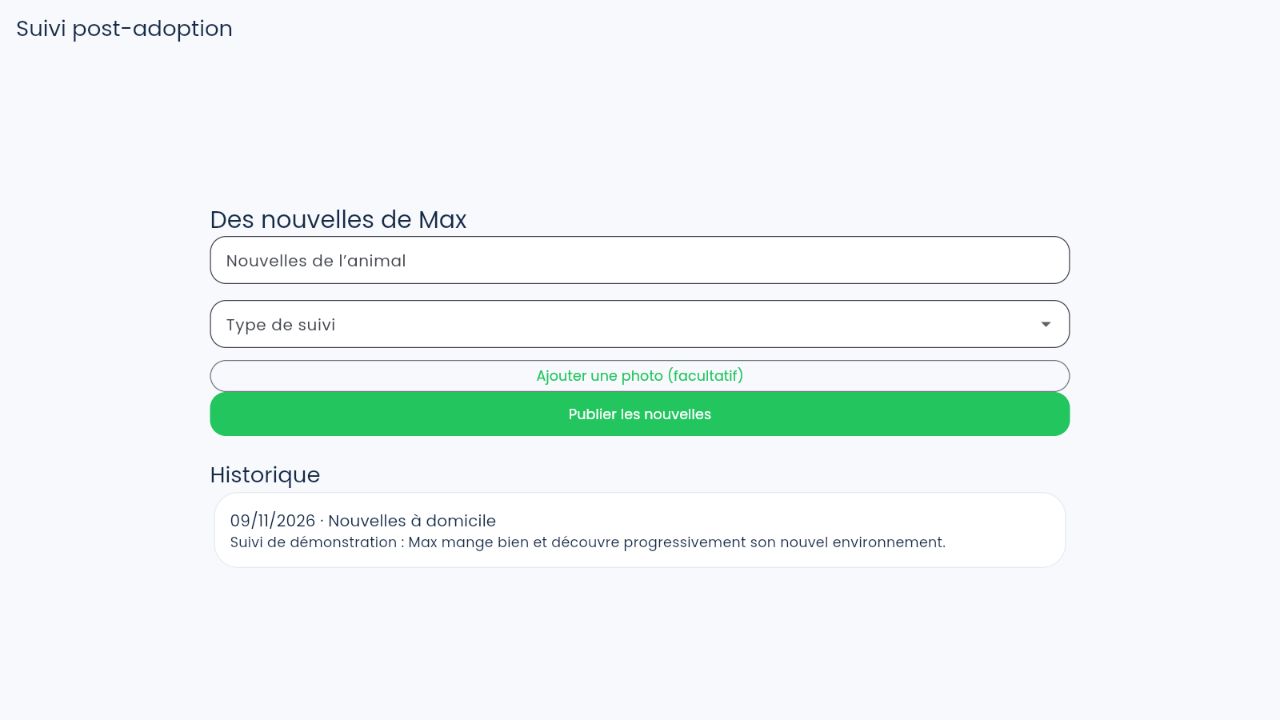 Suivi post-adoption
Des nouvelles de Max
Nouvelles de l’animal
Type de suivi
Ajouter une photo (facultatif)
Publier les nouvelles
Historique
09/11/2026 · Nouvelles à domicile
Suivi de démonstration : Max mange bien et découvre progressivement son nouvel environnement.